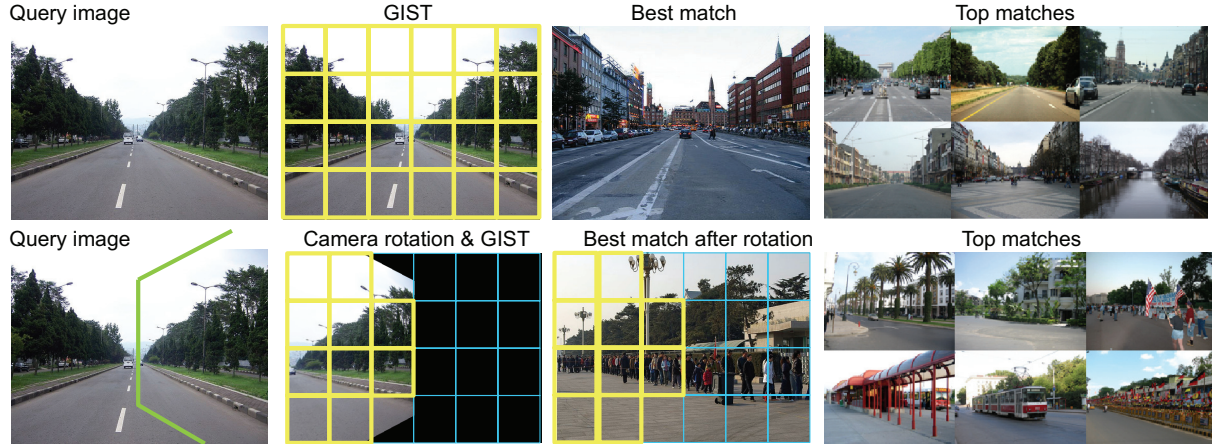 Query image
GIST
Best match
Top matches
Query image
Camera rotation & GIST
Best match after rotation
Top matches